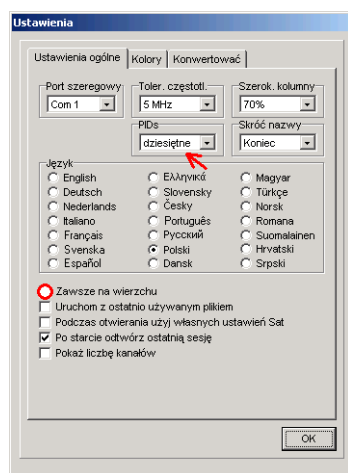 Ustawienia
Ustawienia ogólne Kolory Konwertować
Port szeregowy Toler. częstotl. Szerok. kolumny
Com 1 5 MHz 70%
PIDs Skróć nazwy
dziesiętne Koniec
Język
English Ελληνικά Magyar
Deutsch Slovensky Türkçe
Nederlands Česky Norsk
Italiano Português Romana
Français Русский Suomalainen
Svenska Polski Hrvatski
Español Dansk Srpski
Zawsze na wierzchu
Uruchom z ostatnio używanym plikiem
Podczas otwierania użyj własnych ustawień Sat
Po starcie odtwórz ostatnią sesję
Pokaż liczbę kanałów
OK